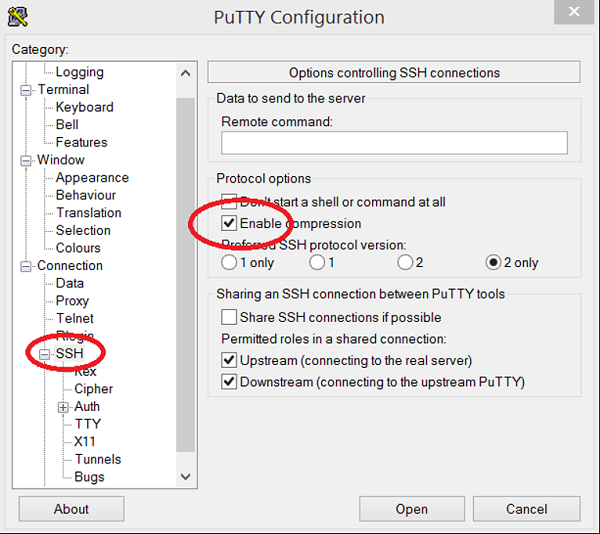 PuTTY Configuration
Category:
Logging
Terminal
Keyboard
Bell
Features
Window
Appearance
Behaviour
Translation
Selection
Colours
Connection
Data
Proxy
Telnet
Rlogin
SSH
Kex
Cipher
Auth
TTY
X11
Tunnels
Bugs
Options controlling SSH connections
Data to send to the server
Remote command:
Protocol options
Don't start a shell or command at all
Enable compression
Preferred SSH protocol version:
1 only 1 2 2 only
Sharing an SSH connection between PuTTY tools
Share SSH connections if possible
Permitted roles in a shared connection:
Upstream (connecting to the real server)
Downstream (connecting to the upstream PuTTY)
About Open Cancel